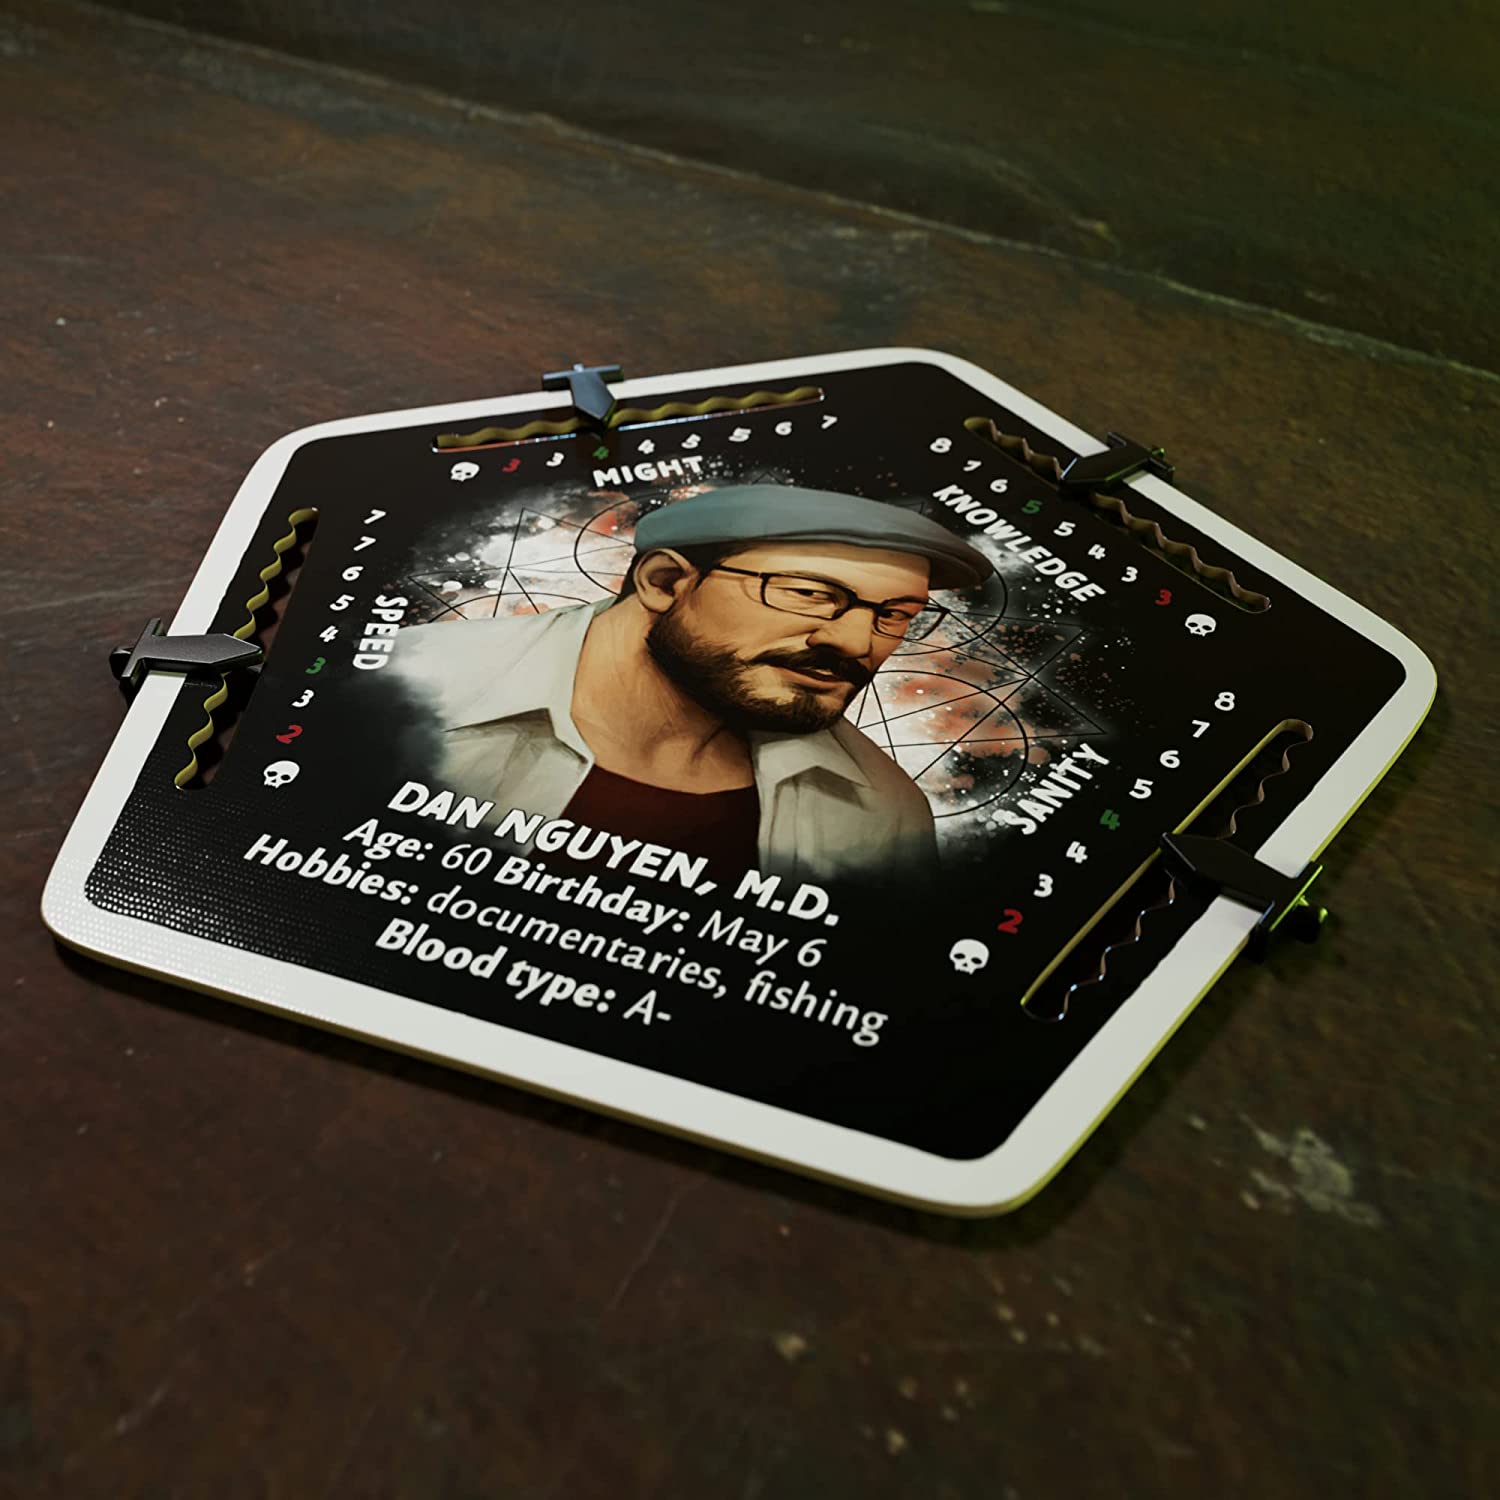 3 3 4 4 5 5 6 7
MIGHT
8 7 6 5 5 4 3 3
KNOWLEDGE
7 7 6 5 4 3 3 2
SPEED
8 7 6 5 4 4 3 2
SANITY
DAN NGUYEN, M.D.
Age: 60 Birthday: May 6
Hobbies: documentaries, fishing
Blood type: A-